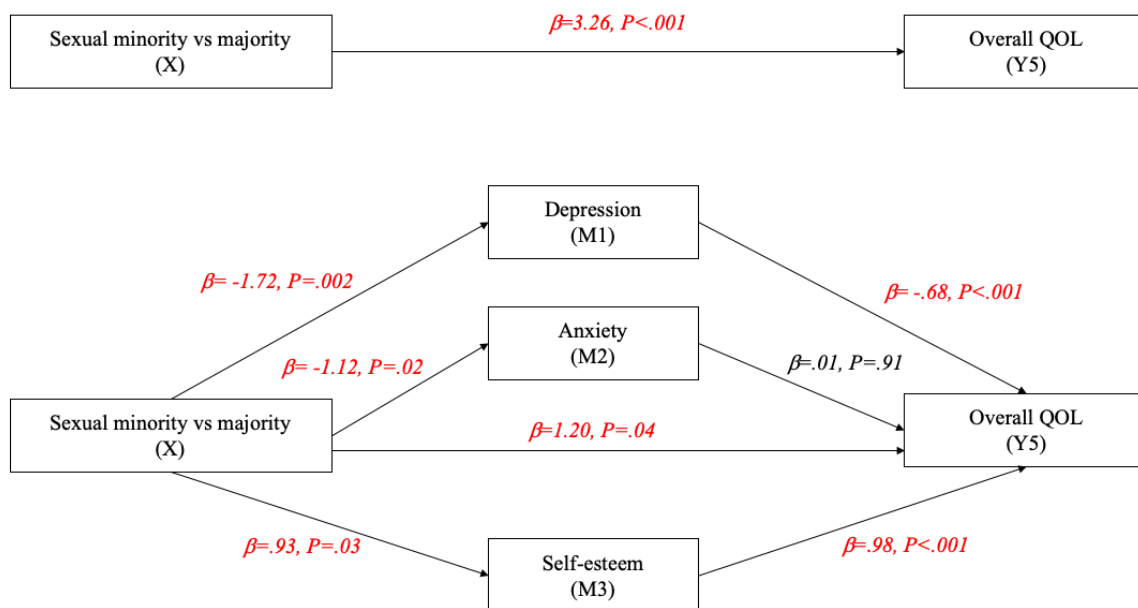 β=3.26, P<.001
Sexual minority vs majority
(X)
Overall QOL
(Y5)
Depression
(M1)
β= -1.72, P=.002
β= -.68, P<.001
Anxiety
(M2)
β= -1.12, P=.02
β=.01, P=.91
Sexual minority vs majority
(X)
β=1.20, P=.04
Overall QOL
(Y5)
β=.93, P=.03
β=.98, P<.001
Self-esteem
(M3)